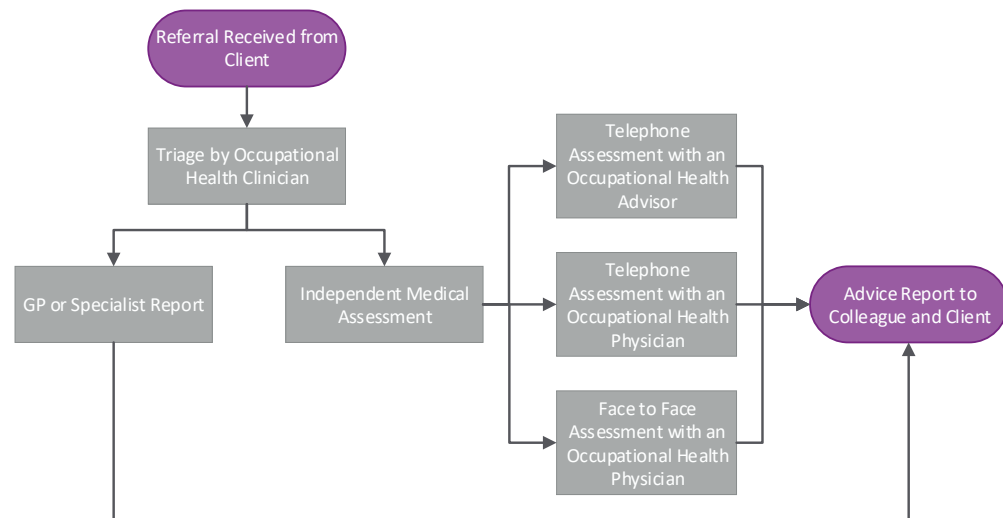 Referral Received from
Client
Triage by Occupational
Health Clinician
GP or Specialist Report
Independent Medical
Assessment
Telephone
Assessment with an
Occupational Health
Advisor
Telephone
Assessment with an
Occupational Health
Physician
Face to Face
Assessment with an
Occupational Health
Physician
Advice Report to
Colleague and Client